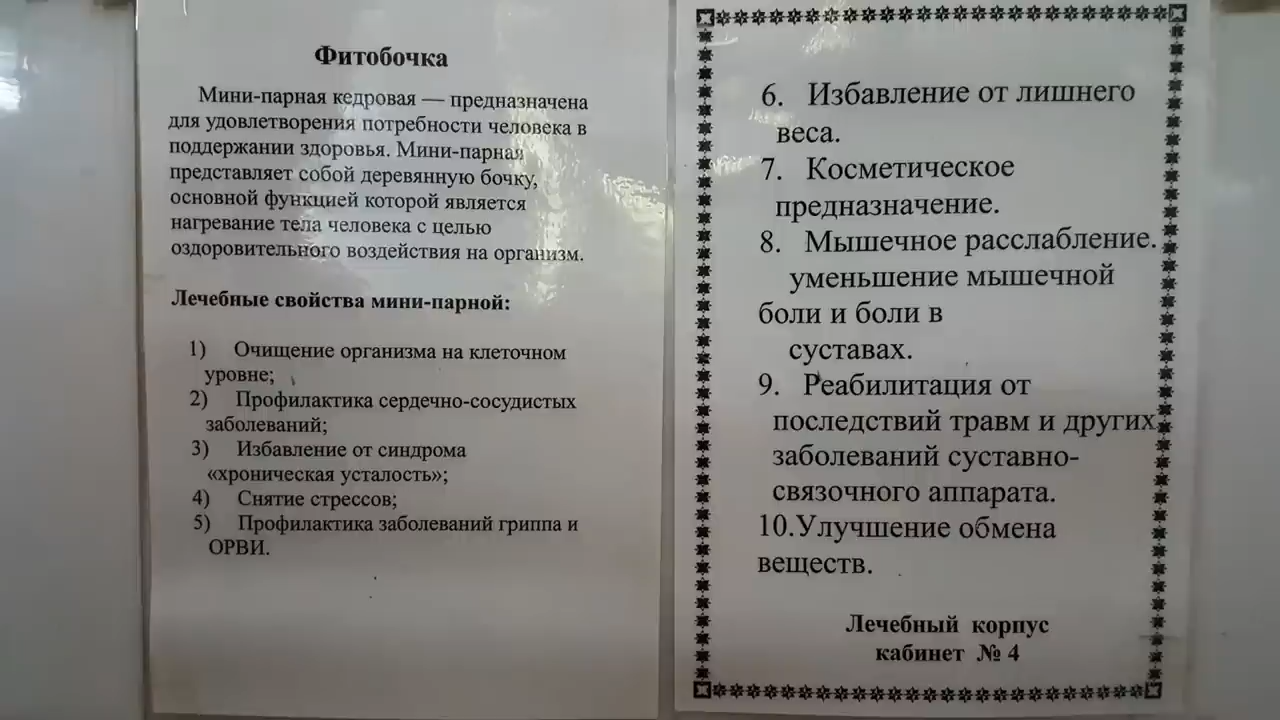 Фитобочка
Мини-парная кедровая — предназначена
для удовлетворения потребности человека в
поддержании здоровья. Мини-парная
представляет собой деревянную бочку,
основной функцией которой является
нагревание тела человека с целью
оздоровительного воздействия на организм.
Лечебные свойства мини-парной:
1) Очищение организма на клеточном
уровне;
2) Профилактика сердечно-сосудистых
заболеваний;
3) Избавление от синдрома
«хроническая усталость»;
4) Снятие стрессов;
5) Профилактика заболеваний гриппа и
ОРВИ.
6. Избавление от лишнего
веса.
7. Косметическое
предназначение.
8. Мышечное расслабление.
уменьшение мышечной
боли и боли в
суставах.
9. Реабилитация от
последствий травм и других
заболеваний суставно-
связочного аппарата.
10.Улучшение обмена
веществ.
Лечебный корпус
кабинет № 4